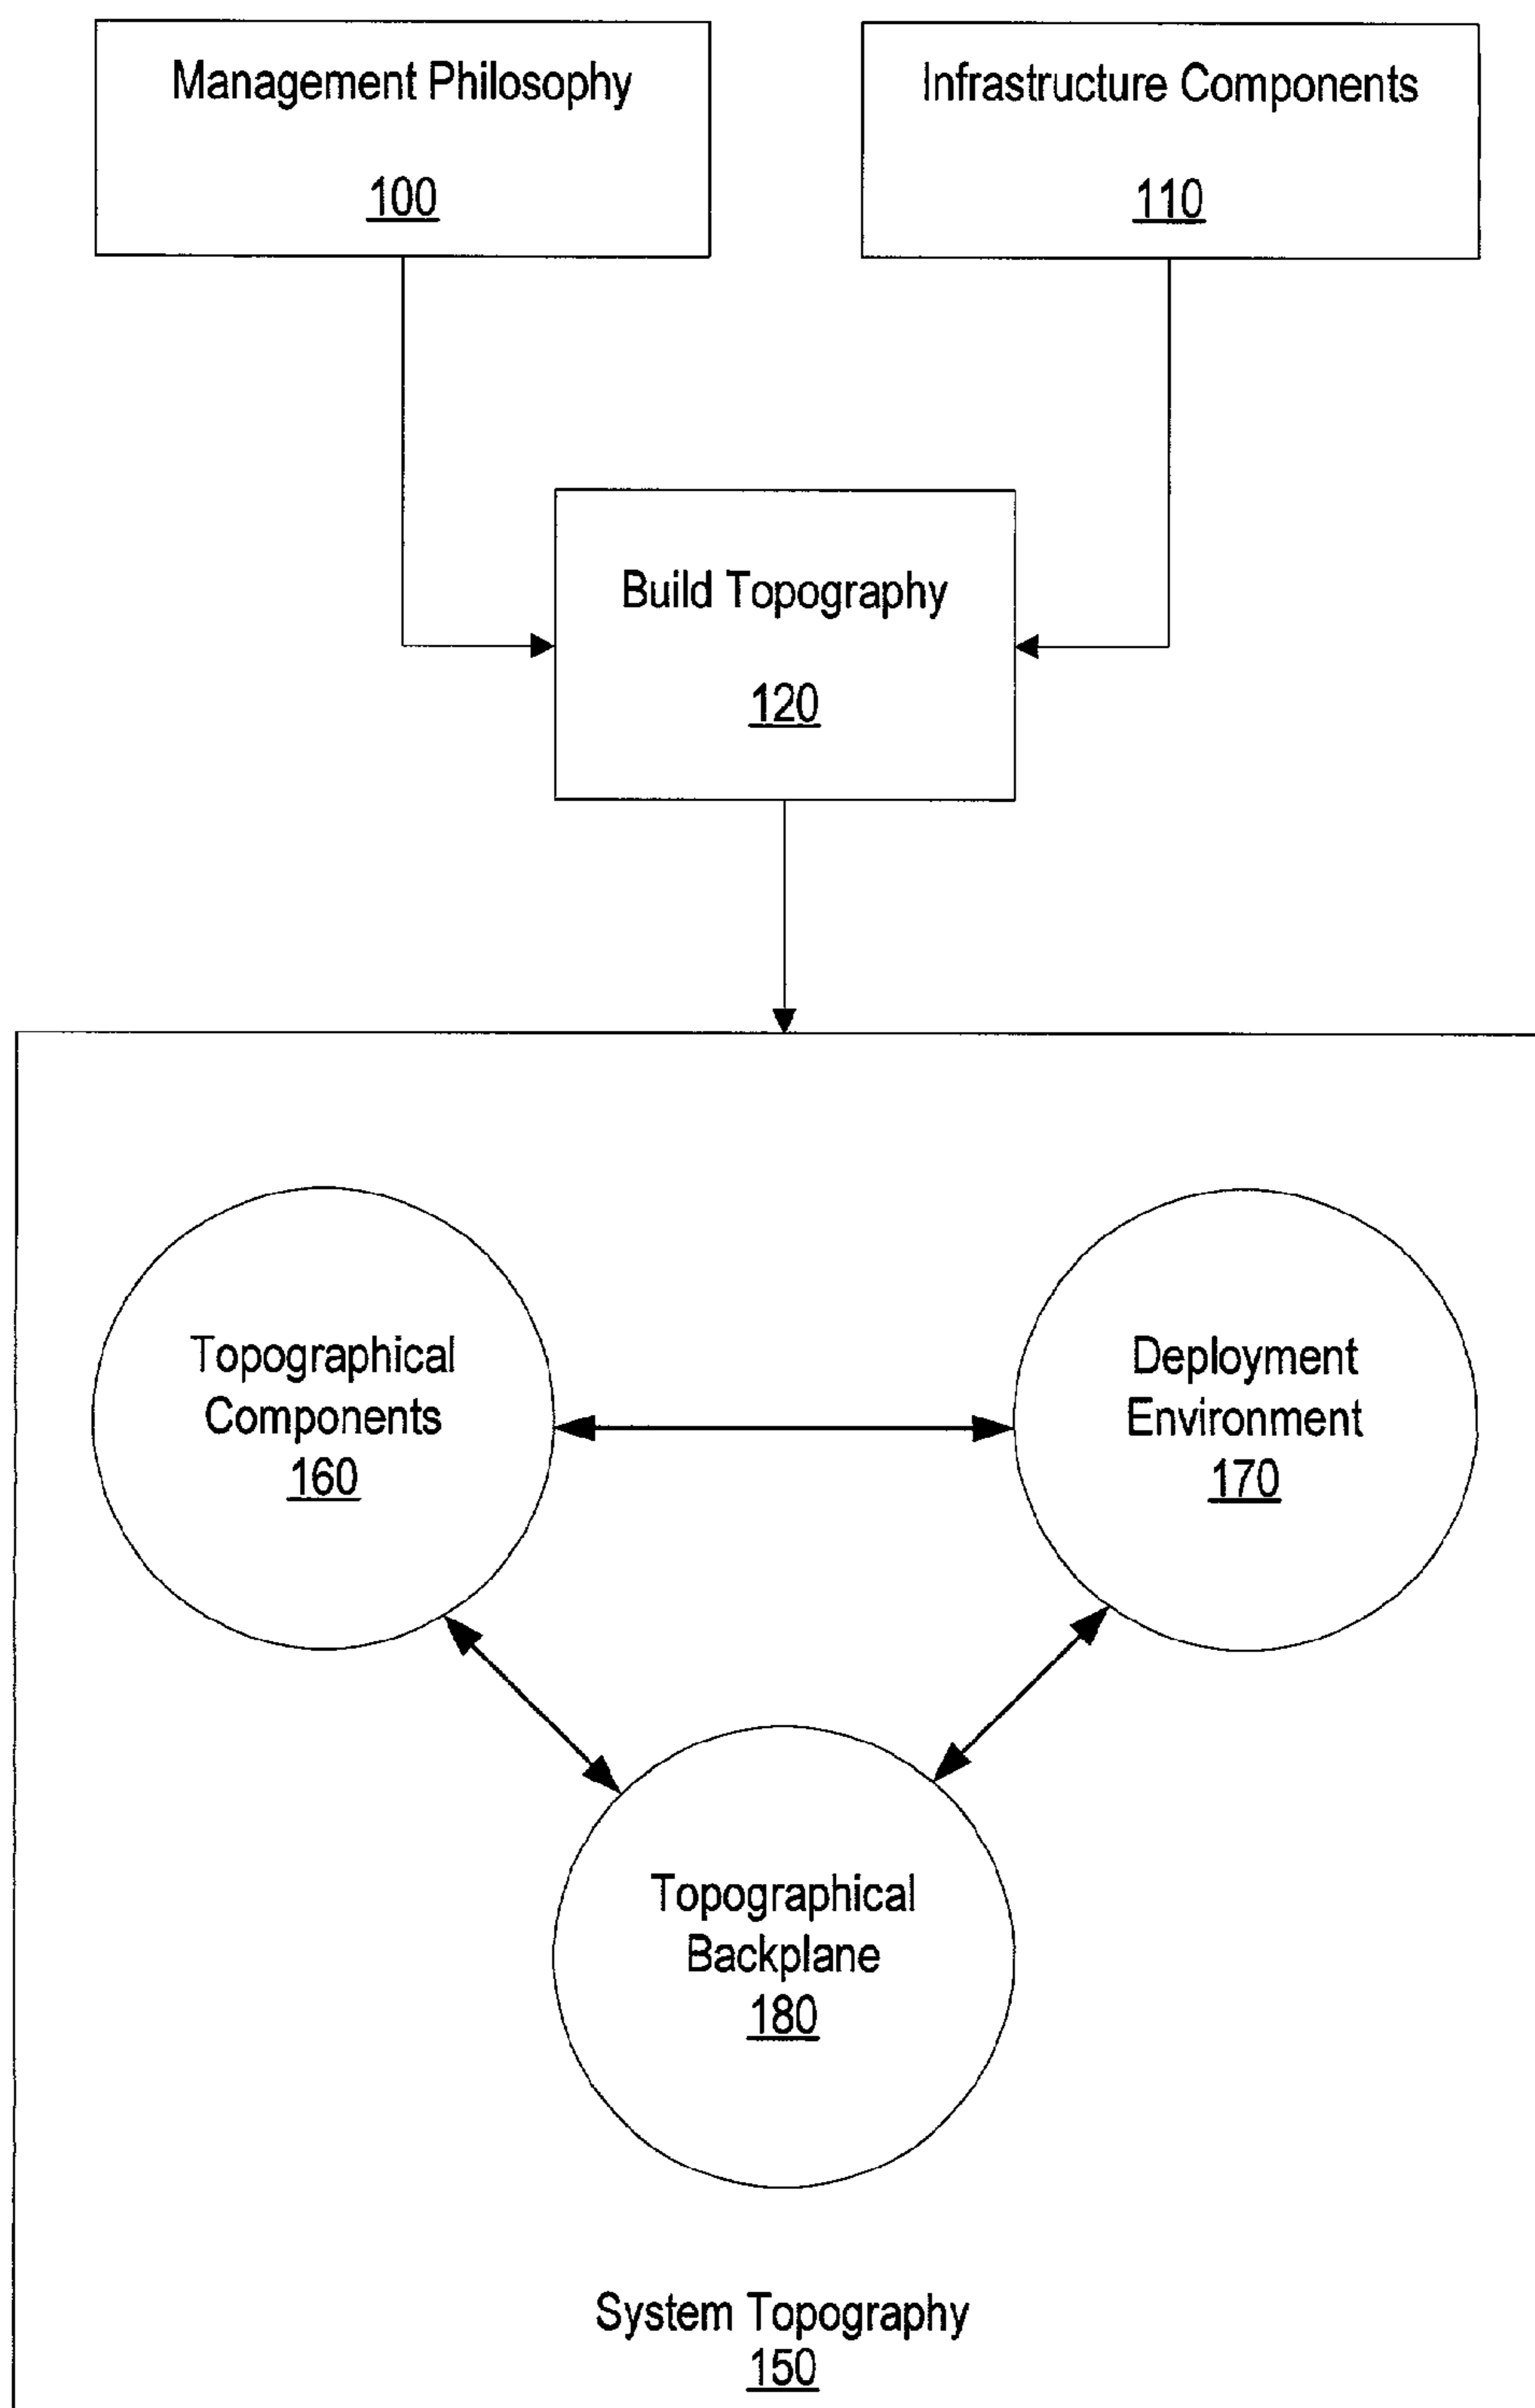 Management Philosophy
100
Infrastructure Components
110
Build Topography
120
Topographical
Components
160
Deployment
Environment
170
Topographical
Backplane
180
System Topography
150